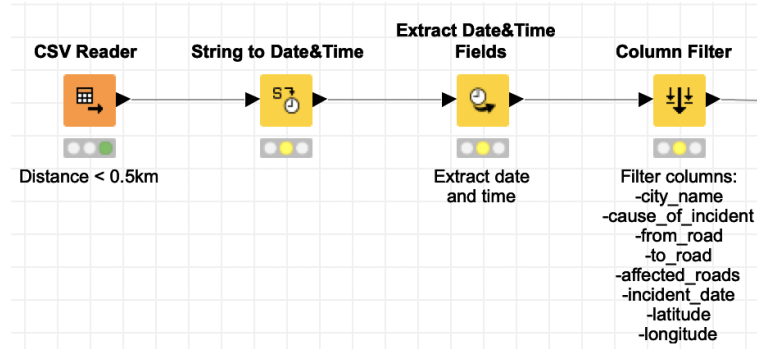 CSV Reader
String to Date&Time
Extract Date&Time
Fields
Column Filter
S
Distance < 0.5km
Extract date
and time
Filter columns:
-city_name
-cause_of_incident
-from_road
-to_road
-affected_roads
-incident_date
-latitude
-longitude